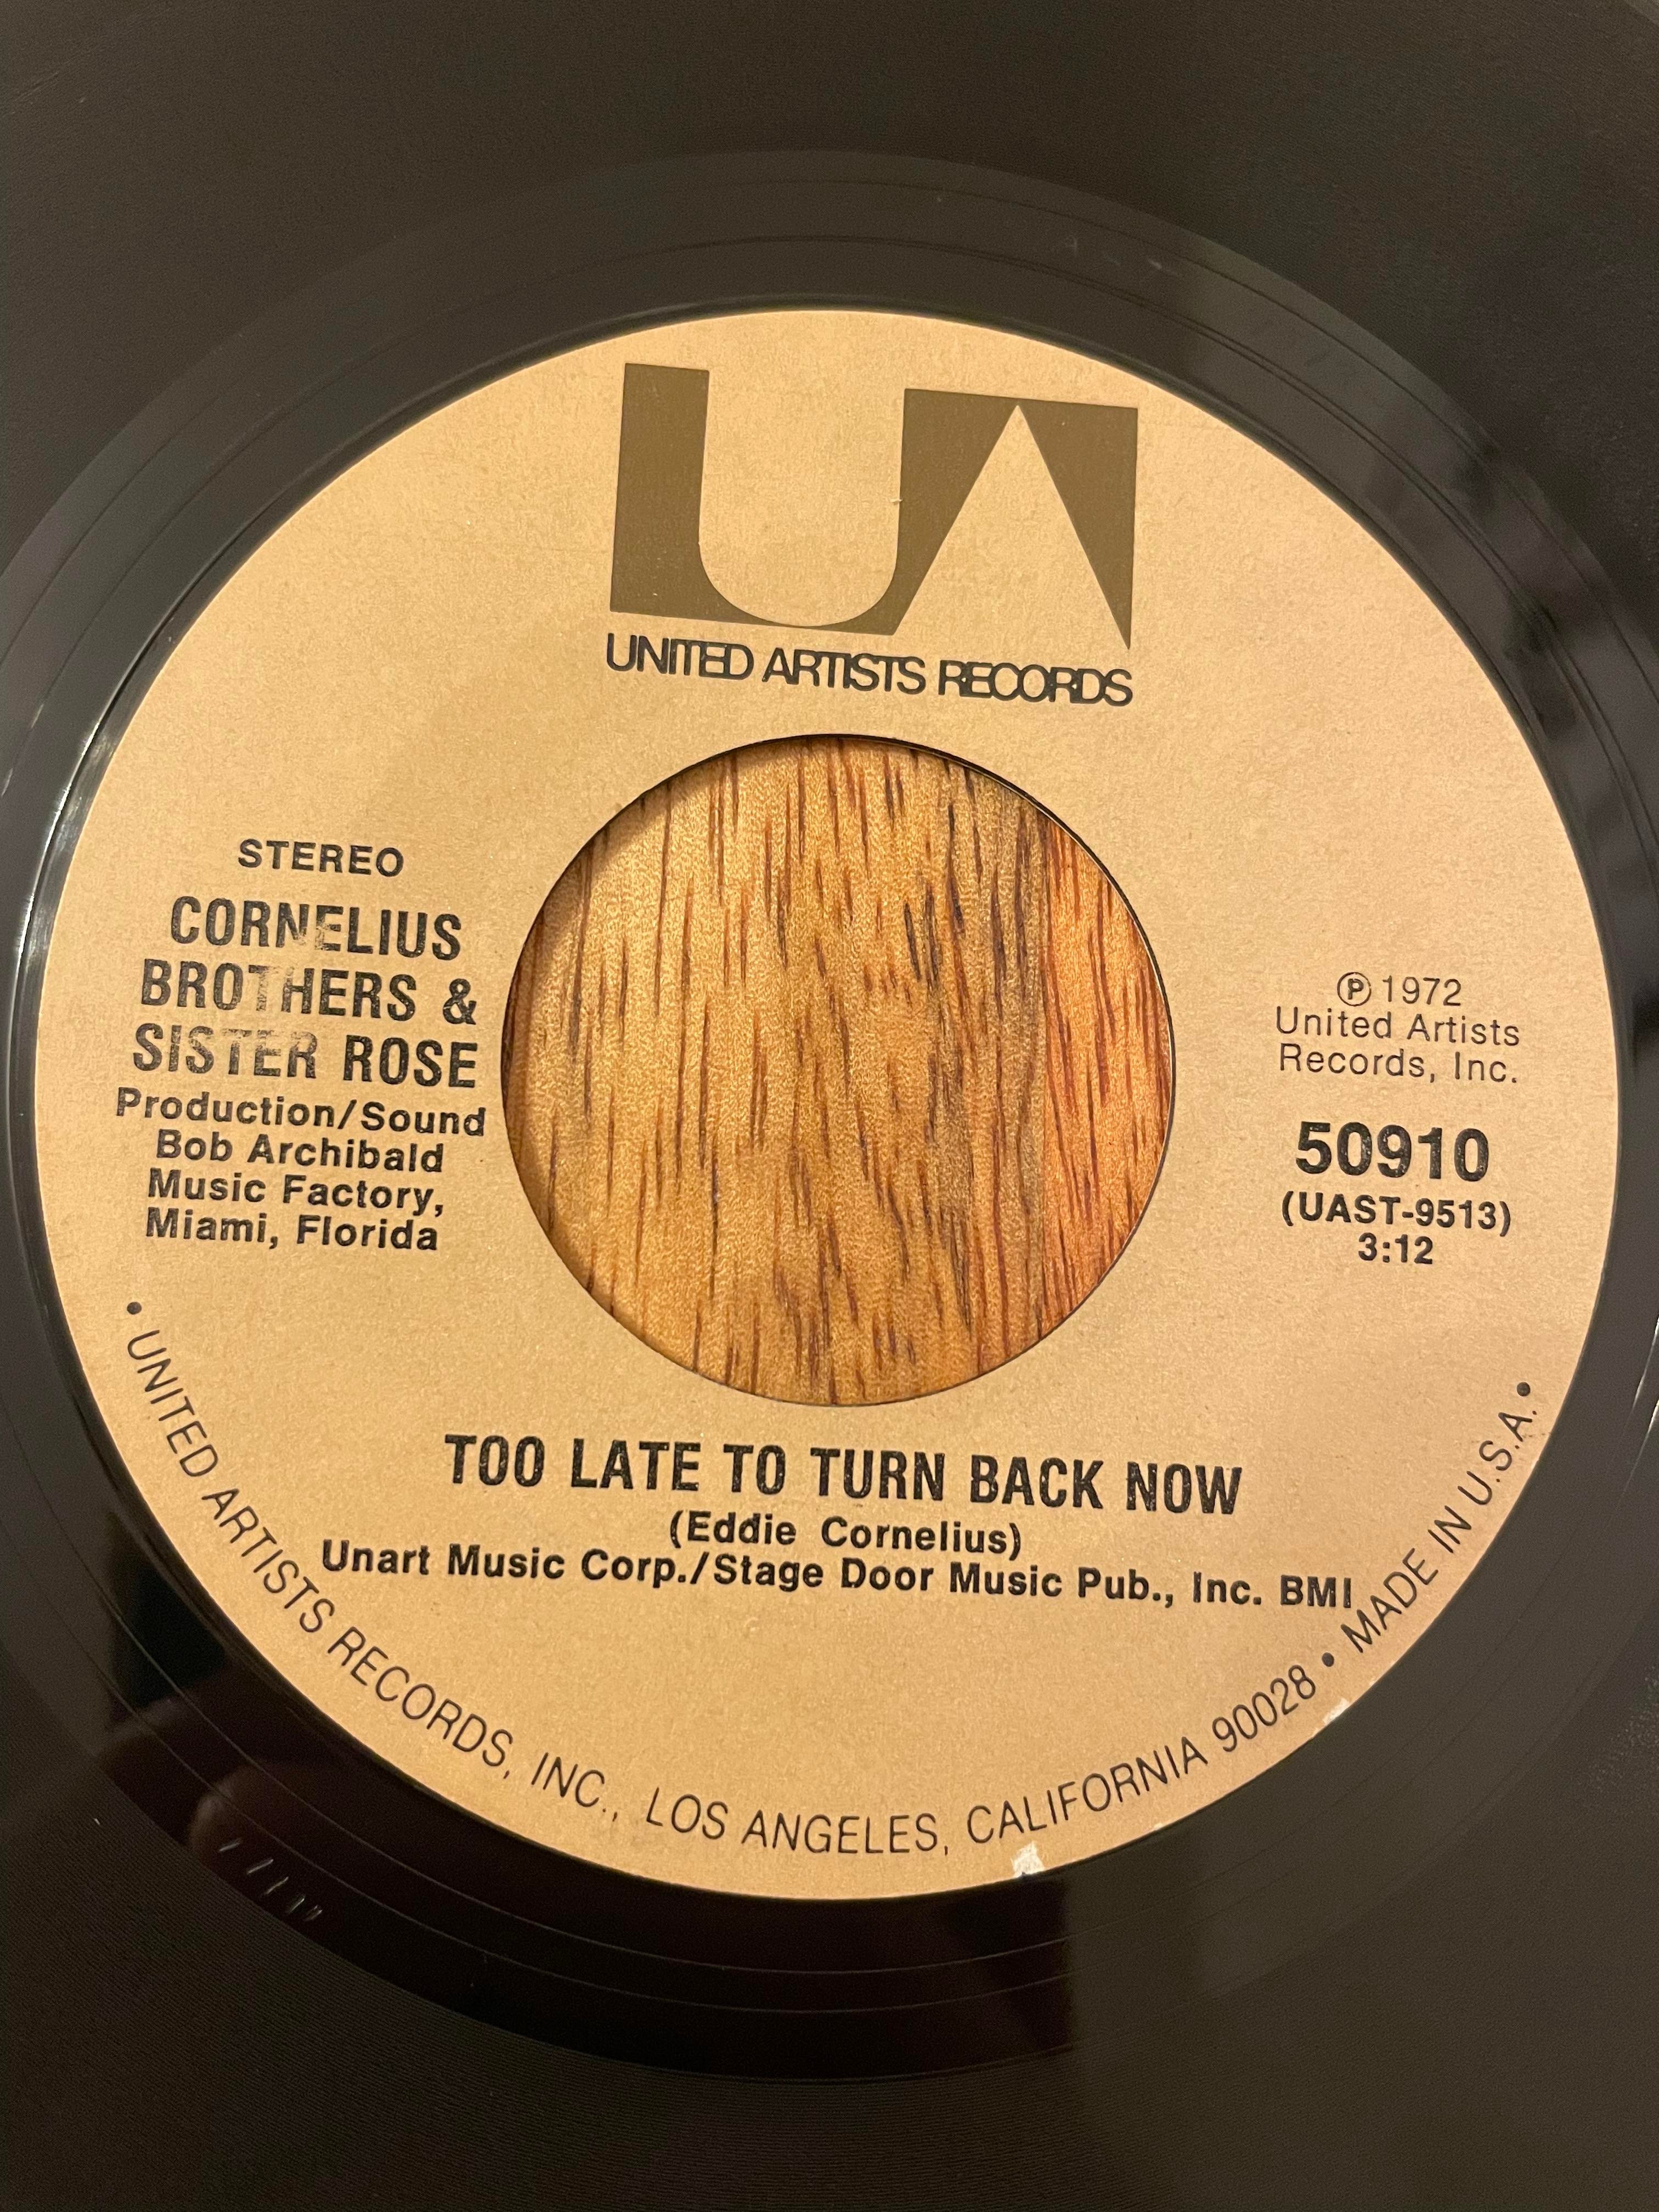 UA
UNITED ARTISTS RECORDS
STEREO
CORNELIUS
BROTHERS &
SISTER ROSE
Production/Sound
Bob Archibald
Music Factory,
Miami, Florida
℗ 1972
United Artists
Records, Inc.
50910
(UAST-9513)
3:12
TOO LATE TO TURN BACK NOW
(Eddie Cornelius)
Unart Music Corp./Stage Door Music Pub., Inc. BMI
• UNITED ARTISTS RECORDS, INC., LOS ANGELES, CALIFORNIA 90028 • MADE IN U.S.A. •